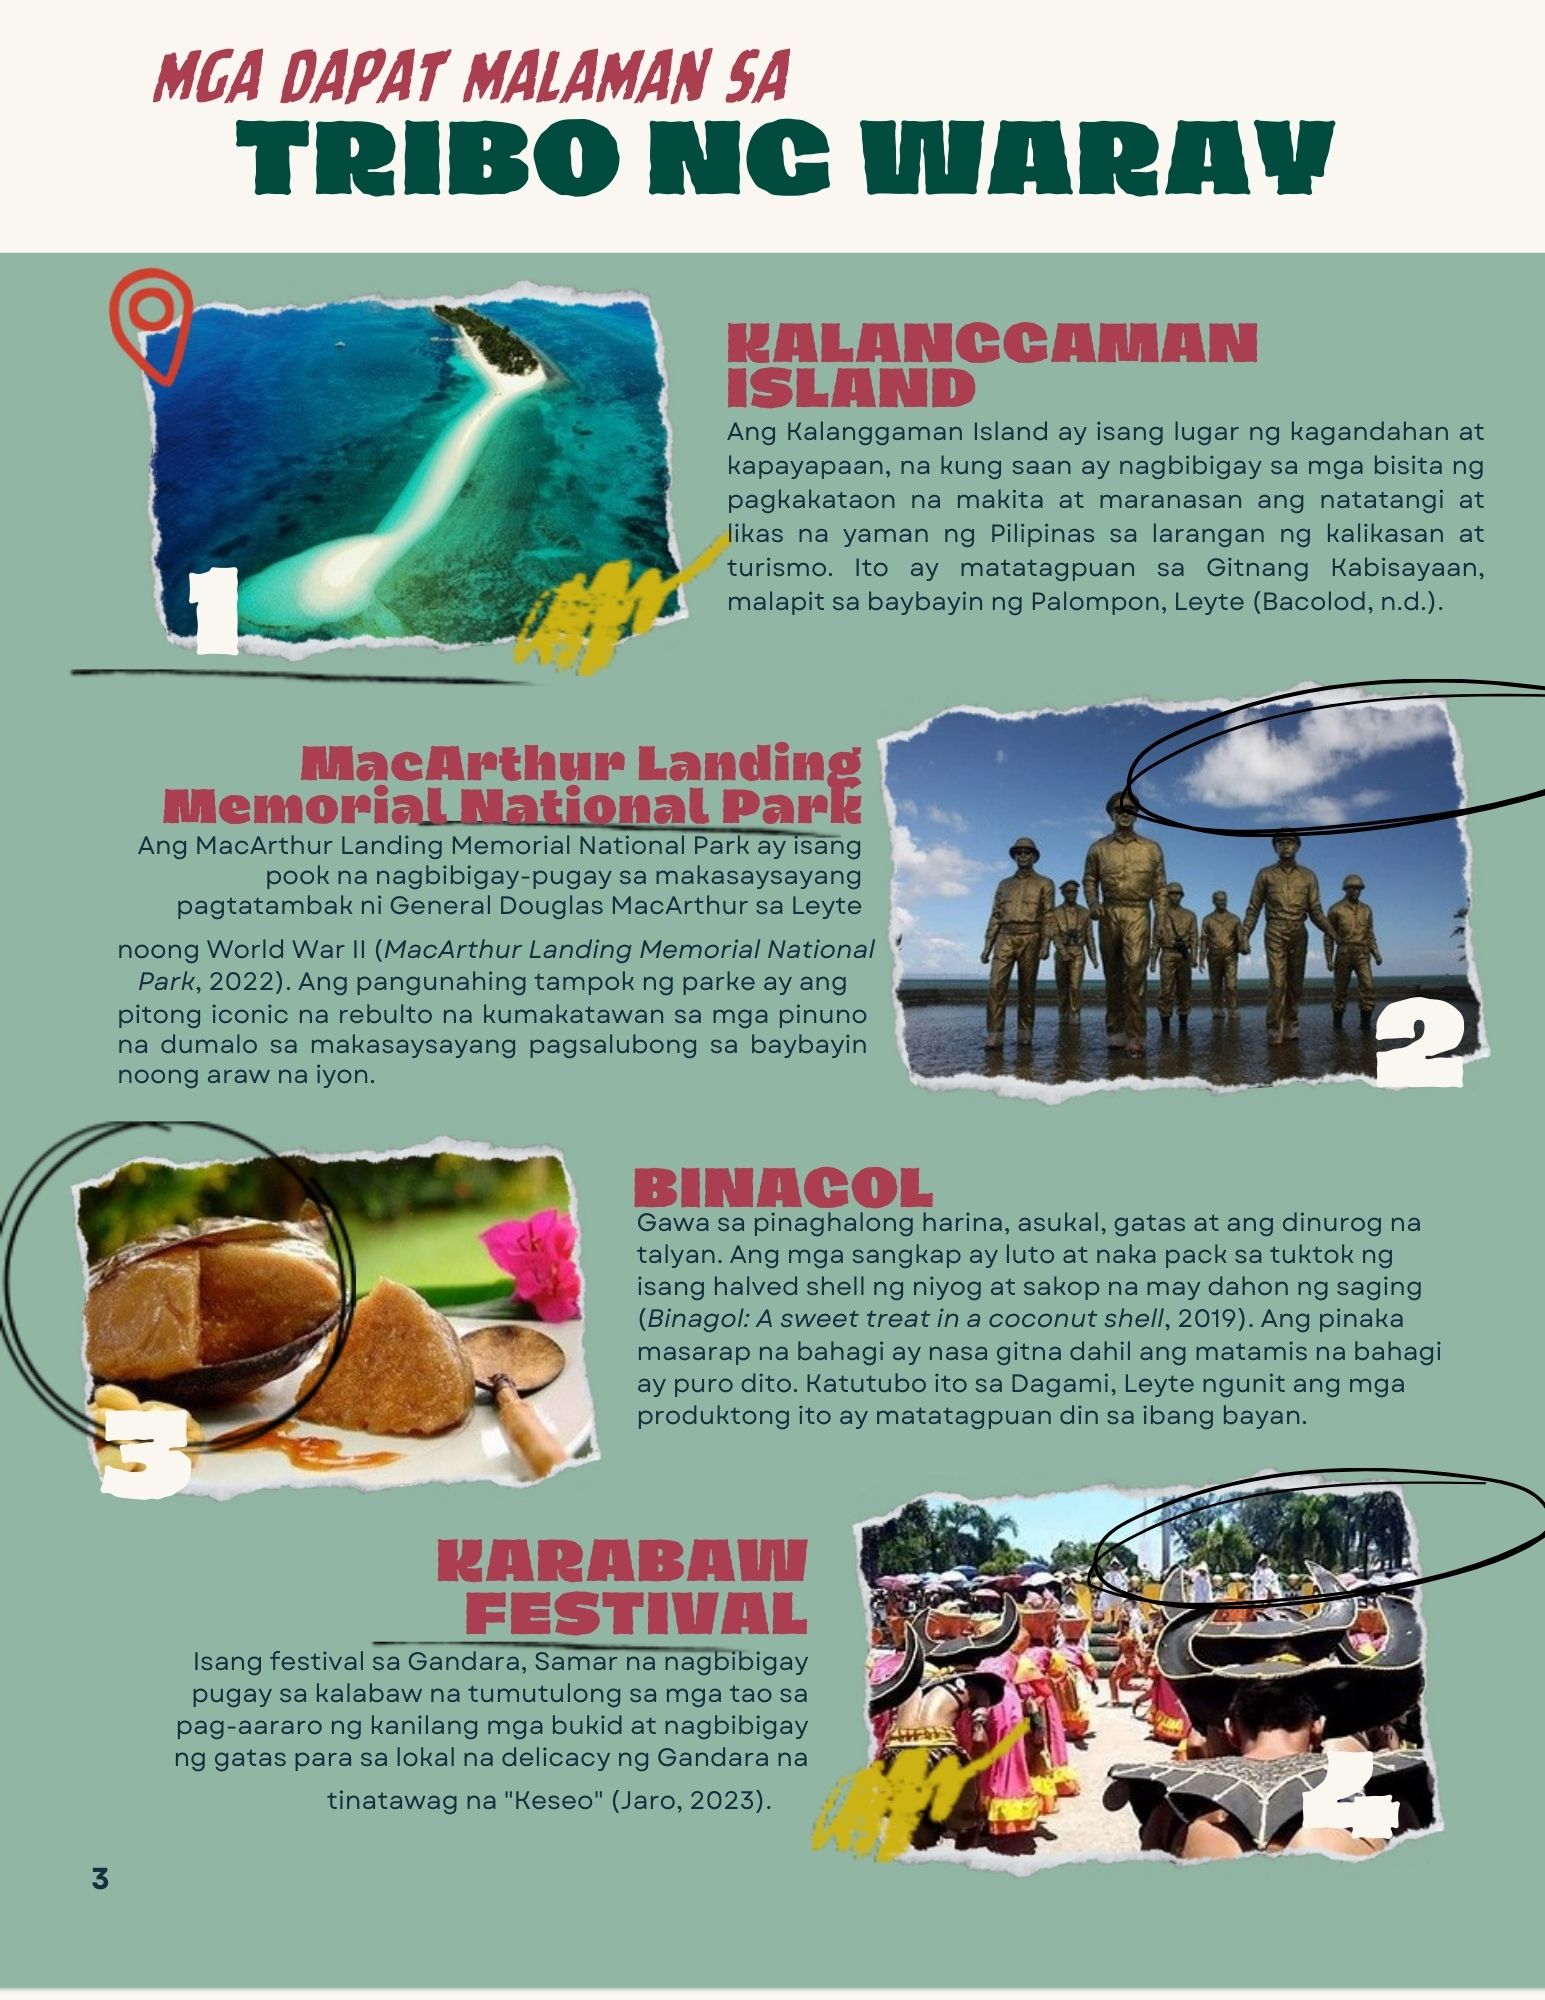 MGA DAPAT MALAMAN SA
TRIBO NG WARAY
KALANGGAMAN
ISLAND
Ang Kalanggaman Island ay isang lugar ng kagandahan at
kapayapaan, na kung saan ay nagbibigay sa mga bisita ng
pagkakataon na makita at maranasan ang natatangi at
likas na yaman ng Pilipinas sa larangan ng kalikasan at
turismo. Ito ay matatagpuan sa Gitnang Kabisayaan,
malapit sa baybayin ng Palompon, Leyte (Bacolod, n.d.).
1
MacArthur Landing
Memorial National Park
Ang MacArthur Landing Memorial National Park ay isang
pook na nagbibigay-pugay sa makasaysayang
pagtatambak ni General Douglas MacArthur sa Leyte
noong World War II (MacArthur Landing Memorial National
Park, 2022). Ang pangunahing tampok ng parke ay ang
pitong iconic na rebulto na kumakatawan sa mga pinuno
na dumalo sa makasaysayang pagsalubong sa baybayin
noong araw na iyon.
2
BINAGOL
Gawa sa pinaghalong harina, asukal, gatas at ang dinurog na
talyan. Ang mga sangkap ay luto at naka pack sa tuktok ng
isang halved shell ng niyog at sakop na may dahon ng saging
(Binagol: A sweet treat in a coconut shell, 2019). Ang pinaka
masarap na bahagi ay nasa gitna dahil ang matamis na bahagi
ay puro dito. Katutubo ito sa Dagami, Leyte ngunit ang mga
produktong ito ay matatagpuan din sa ibang bayan.
3
KARABAW
FESTIVAL
Isang festival sa Gandara, Samar na nagbibigay
pugay sa kalabaw na tumutulong sa mga tao sa
pag-aararo ng kanilang mga bukid at nagbibigay
ng gatas para sa lokal na delicacy ng Gandara na
tinatawag na "Keseo" (Jaro, 2023).
4
3